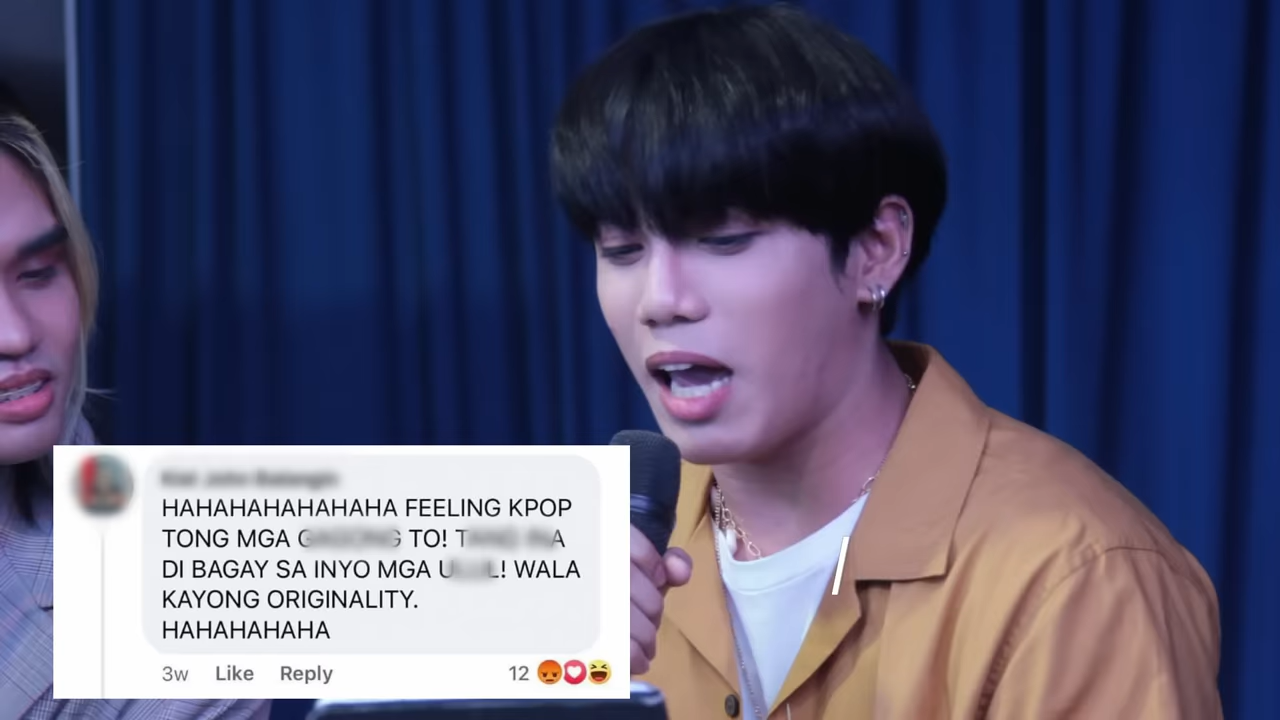 HAHAHAHAHAHAHA FEELING KPOP
TONG MGA TO!
DI BAGAY SA INYO MGA WALA
KAYONG ORIGINALITY.
HAHAHAHAHA
3w Like Reply 12